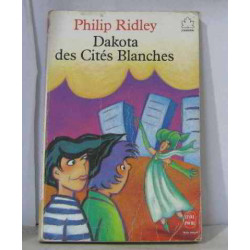 Philip Ridley
Dakota
des Cités Blanches